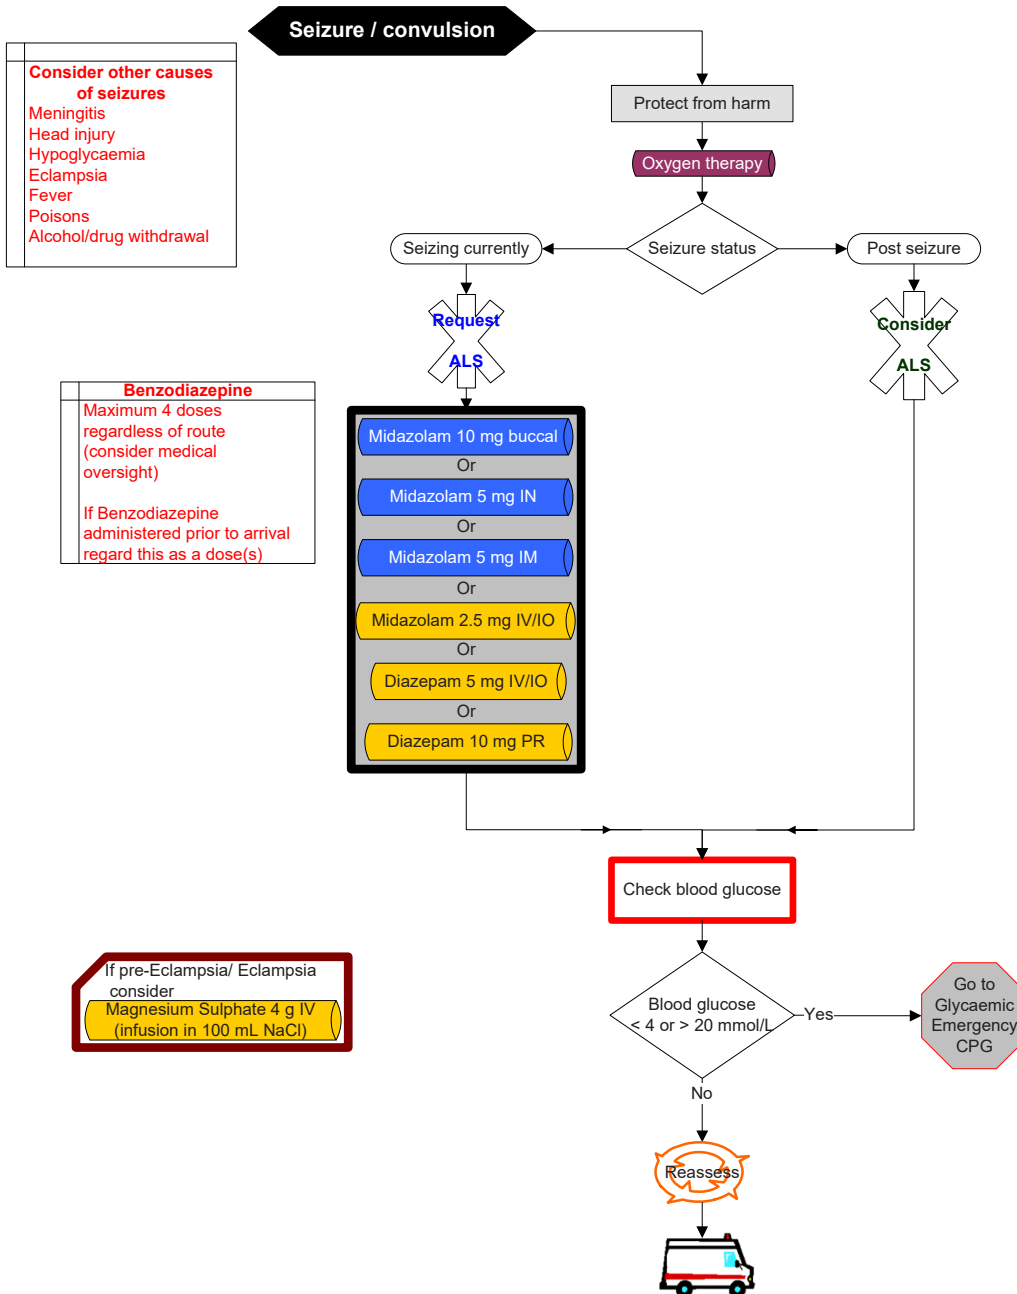 Seizure / convulsion
Consider other causes
of seizures
Meningitis
Head injury
Hypoglycaemia
Eclampsia
Fever
Poisons
Alcohol/drug withdrawal
Protect from harm
Oxygen therapy
Seizure status
Seizing currently
Post seizure
Request
ALS
Consider
ALS
Benzodiazepine
Maximum 4 doses
regardless of route
(consider medical
oversight)
If Benzodiazepine
administered prior to arrival
regard this as a dose(s)
Midazolam 10 mg buccal
Or
Midazolam 5 mg IN
Or
Midazolam 5 mg IM
Or
Midazolam 2.5 mg IV/IO
Or
Diazepam 5 mg IV/IO
Or
Diazepam 10 mg PR
Check blood glucose
If pre-Eclampsia/ Eclampsia
consider
Magnesium Sulphate 4 g IV
(infusion in 100 mL NaCl)
Blood glucose
< 4 or > 20 mmol/L
Yes
Go to
Glycaemic
Emergency
CPG
No
Reassess